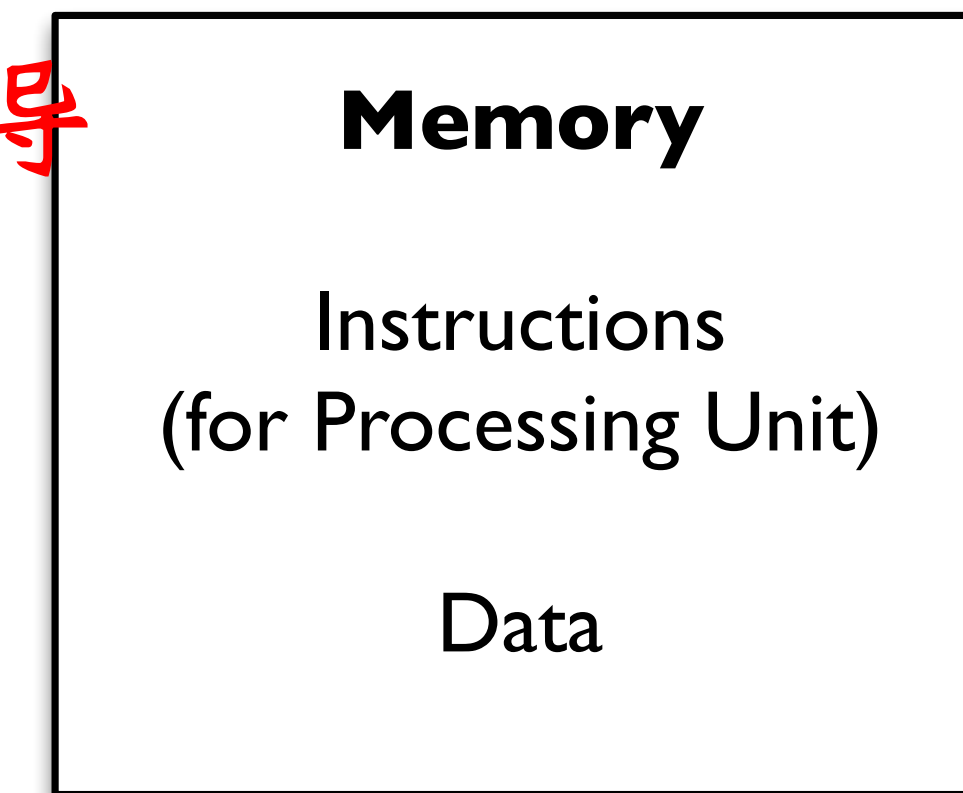 导
Memory
Instructions
(for Processing Unit)
Data